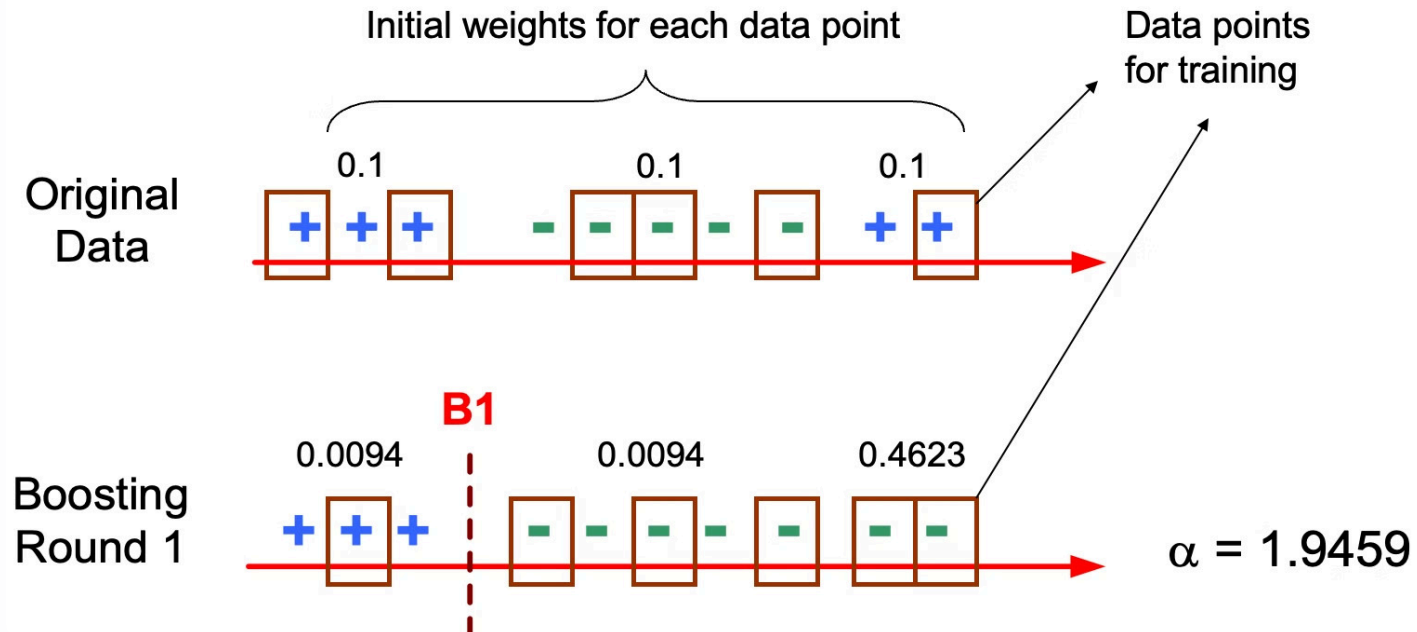 Initial weights for each data point
Data points
for training
Original
Data
0.1 0.1 0.1
+ + + - - - - - + +
B1
Boosting
Round 1
0.0094 0.0094 0.4623
+ + + - - - - - - -
α = 1.9459